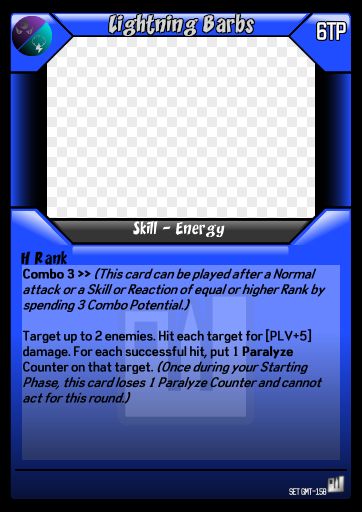 Lightning Barbs
6TP
Skill - Energy
H Rank
Combo 3 >> (This card can be played after a Normal
attack or a Skill or Reaction of equal or higher Rank by
spending 3 Combo Potential.)
Target up to 2 enemies. Hit each target for [PLV+5]
damage. For each successful hit, put 1 Paralyze
Counter on that target. (Once during your Starting
Phase, this card loses 1 Paralyze Counter and cannot
act for this round.)
SET GMT-158